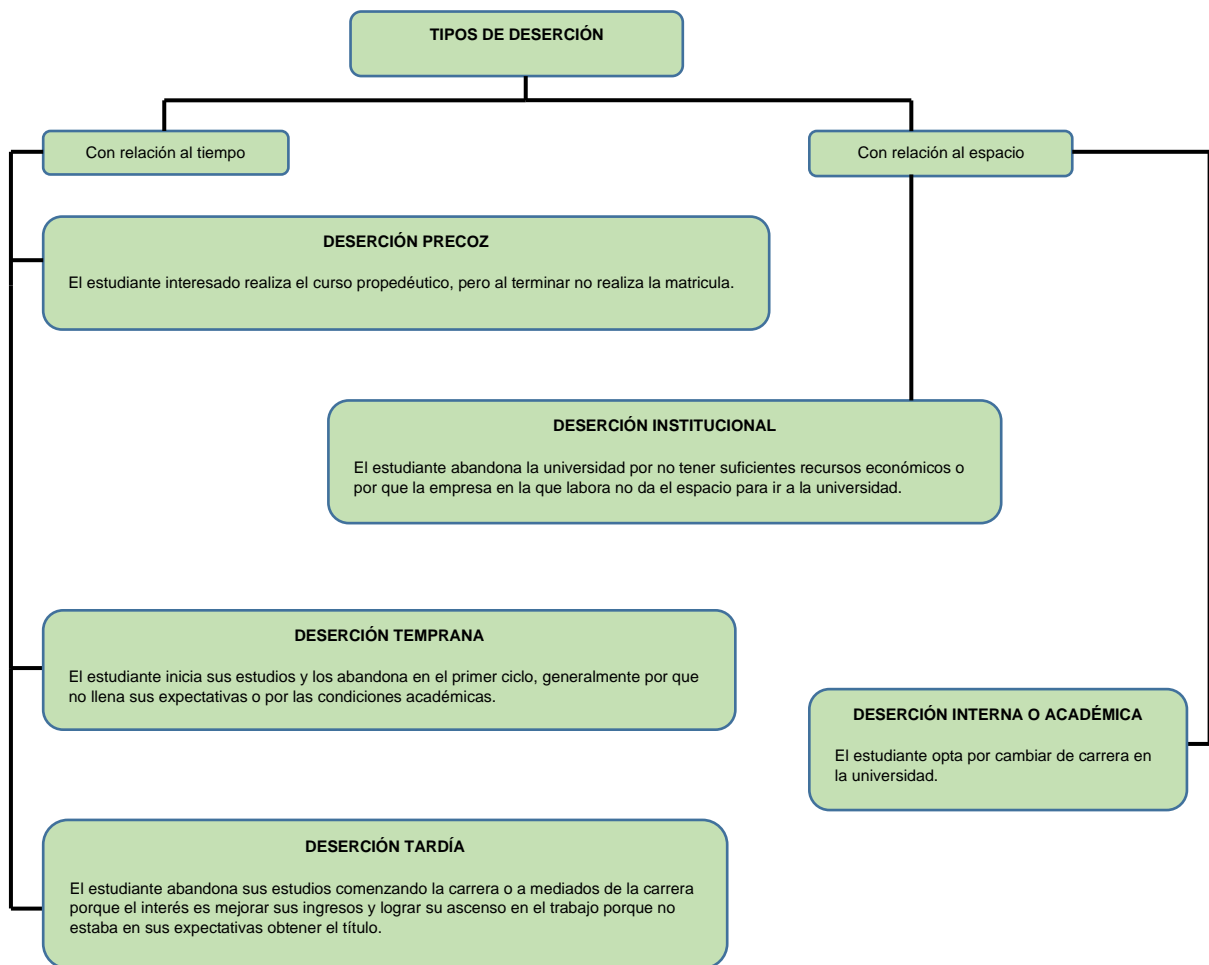 TIPOS DE DESERCIÓN
Con relación al tiempo
Con relación al espacio
DESERCIÓN PRECOZ
El estudiante interesado realiza el curso propedéutico, pero al terminar no realiza la matricula.
DESERCIÓN INSTITUCIONAL
El estudiante abandona la universidad por no tener suficientes recursos económicos o
por que la empresa en la que labora no da el espacio para ir a la universidad.
DESERCIÓN TEMPRANA
El estudiante inicia sus estudios y los abandona en el primer ciclo, generalmente por que
no llena sus expectativas o por las condiciones académicas.
DESERCIÓN INTERNA O ACADÉMICA
El estudiante opta por cambiar de carrera en
la universidad.
DESERCIÓN TARDÍA
El estudiante abandona sus estudios comenzando la carrera o a mediados de la carrera
porque el interés es mejorar sus ingresos y lograr su ascenso en el trabajo porque no
estaba en sus expectativas obtener el título.